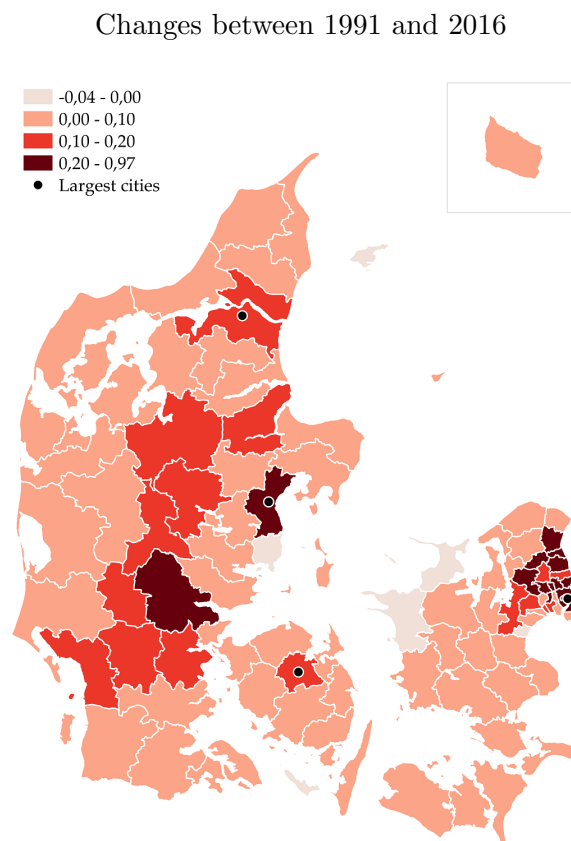 Changes between 1991 and 2016
-0,04 - 0,00
0,00 - 0,10
0,10 - 0,20
0,20 - 0,97
Largest cities